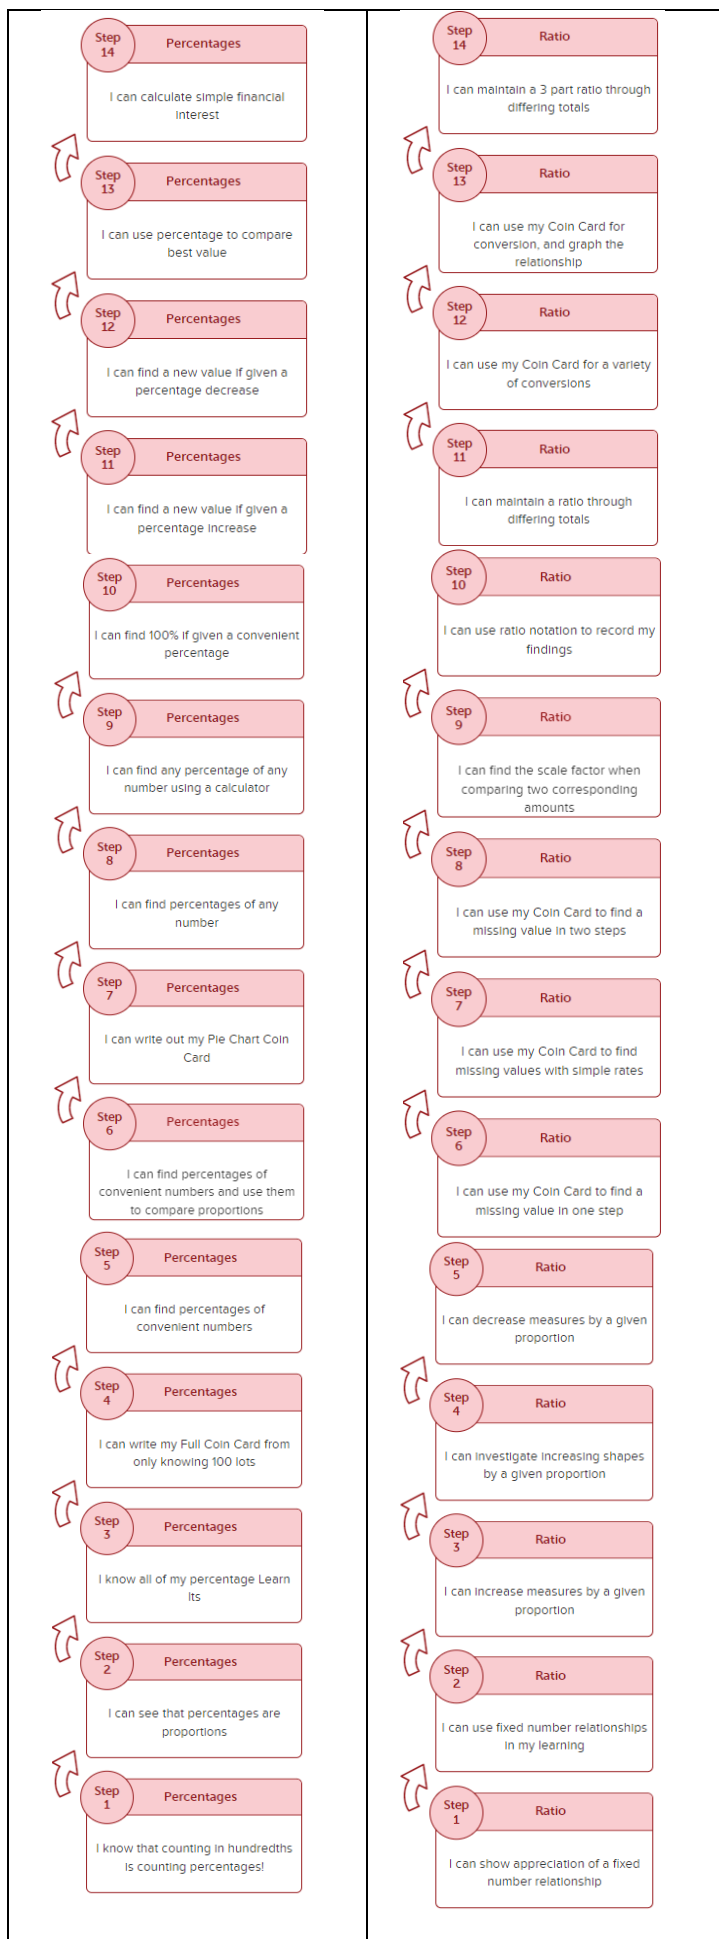 Step
14
Percentages
I can calculate simple financial
interest
Step
13
Percentages
I can use percentage to compare
best value
Step
12
Percentages
I can find a new value if given a
percentage decrease
Step
11
Percentages
I can find a new value if given a
percentage increase
Step
10
Percentages
I can find 100% if given a convenient
percentage
Step
9
Percentages
I can find any percentage of any
number using a calculator
Step
8
Percentages
I can find percentages of any
number
Step
7
Percentages
I can write out my Pie Chart Coin
Card
Step
6
Percentages
I can find percentages of
convenient numbers and use them
to compare proportions
Step
5
Percentages
I can find percentages of
convenient numbers
Step
4
Percentages
I can write my Full Coin Card from
only knowing 100 lots
Step
3
Percentages
I know all of my percentage Learn
Its
Step
2
Percentages
I can see that percentages are
proportions
Step
1
Percentages
I know that counting in hundredths
is counting percentages!
Step
14
Ratio
I can maintain a 3 part ratio through
differing totals
Step
13
Ratio
I can use my Coin Card for
conversion, and graph the
relationship
Step
12
Ratio
I can use my Coin Card for a variety
of conversions
Step
11
Ratio
I can maintain a ratio through
differing totals
Step
10
Ratio
I can use ratio notation to record my
findings
Step
9
Ratio
I can find the scale factor when
comparing two corresponding
amounts
Step
8
Ratio
I can use my Coin Card to find a
missing value in two steps
Step
7
Ratio
I can use my Coin Card to find
missing values with simple rates
Step
6
Ratio
I can use my Coin Card to find a
missing value in one step
Step
5
Ratio
I can decrease measures by a given
proportion
Step
4
Ratio
I can investigate increasing shapes
by a given proportion
Step
3
Ratio
I can increase measures by a given
proportion
Step
2
Ratio
I can use fixed number relationships
in my learning
Step
1
Ratio
I can show appreciation of a fixed
number relationship